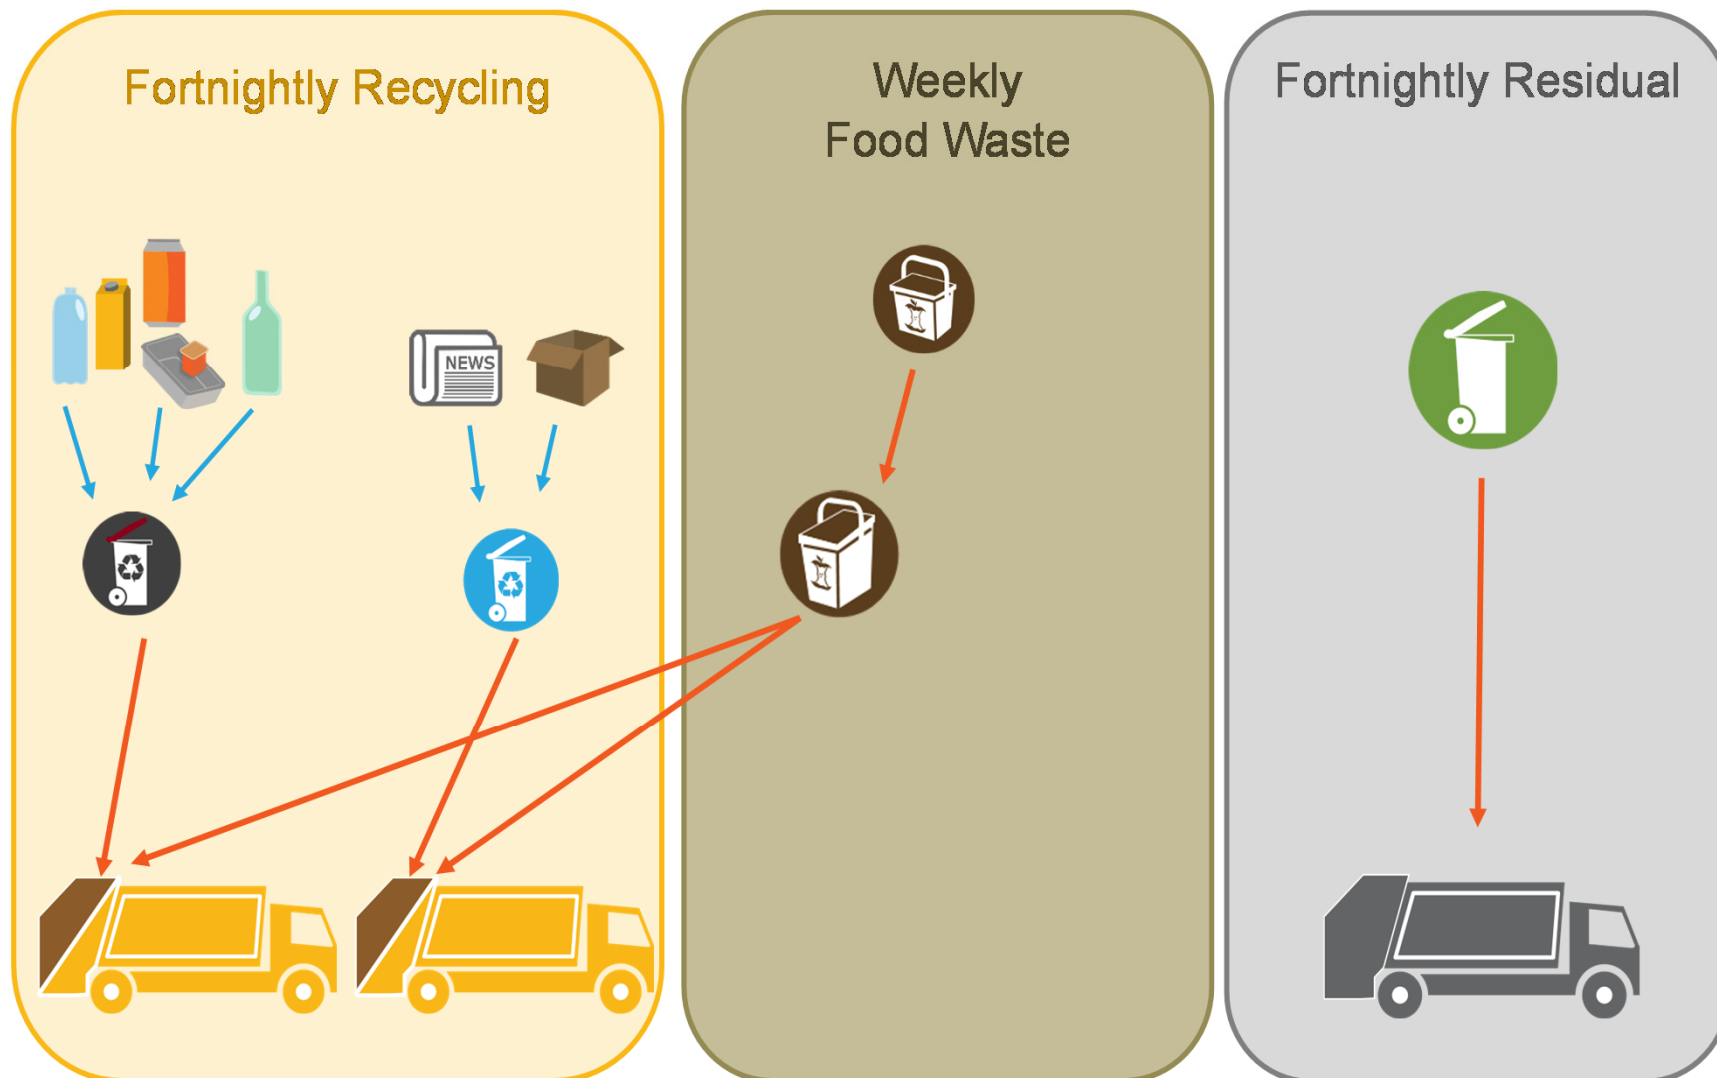 Fortnightly Recycling
Weekly
Food Waste
Fortnightly Residual
NEWS